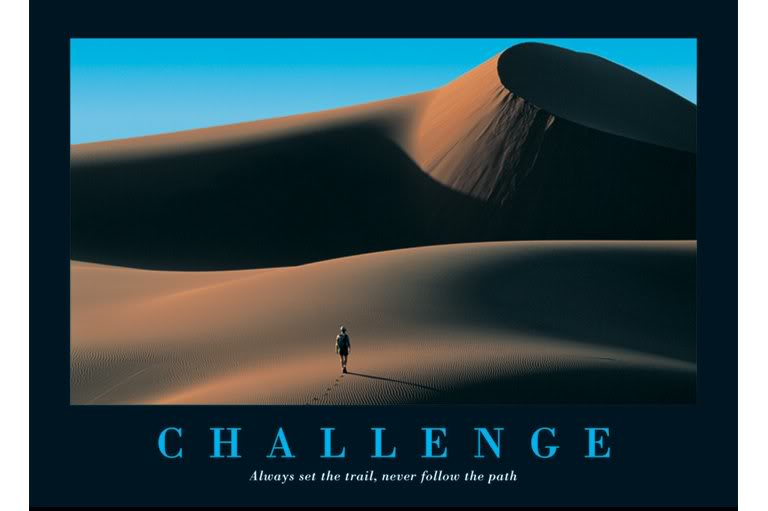 CHALLENGE
Always set the trail, never follow the path